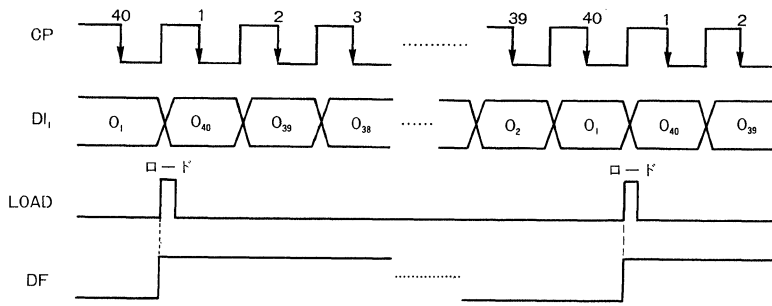 CP 40 1 2 3 39 40 1 2
DI₁ O₁ O₄₀ O₃₉ O₃₈ O₂ O₁ O₄₀ O₃₉
ロード ロード
LOAD
DF